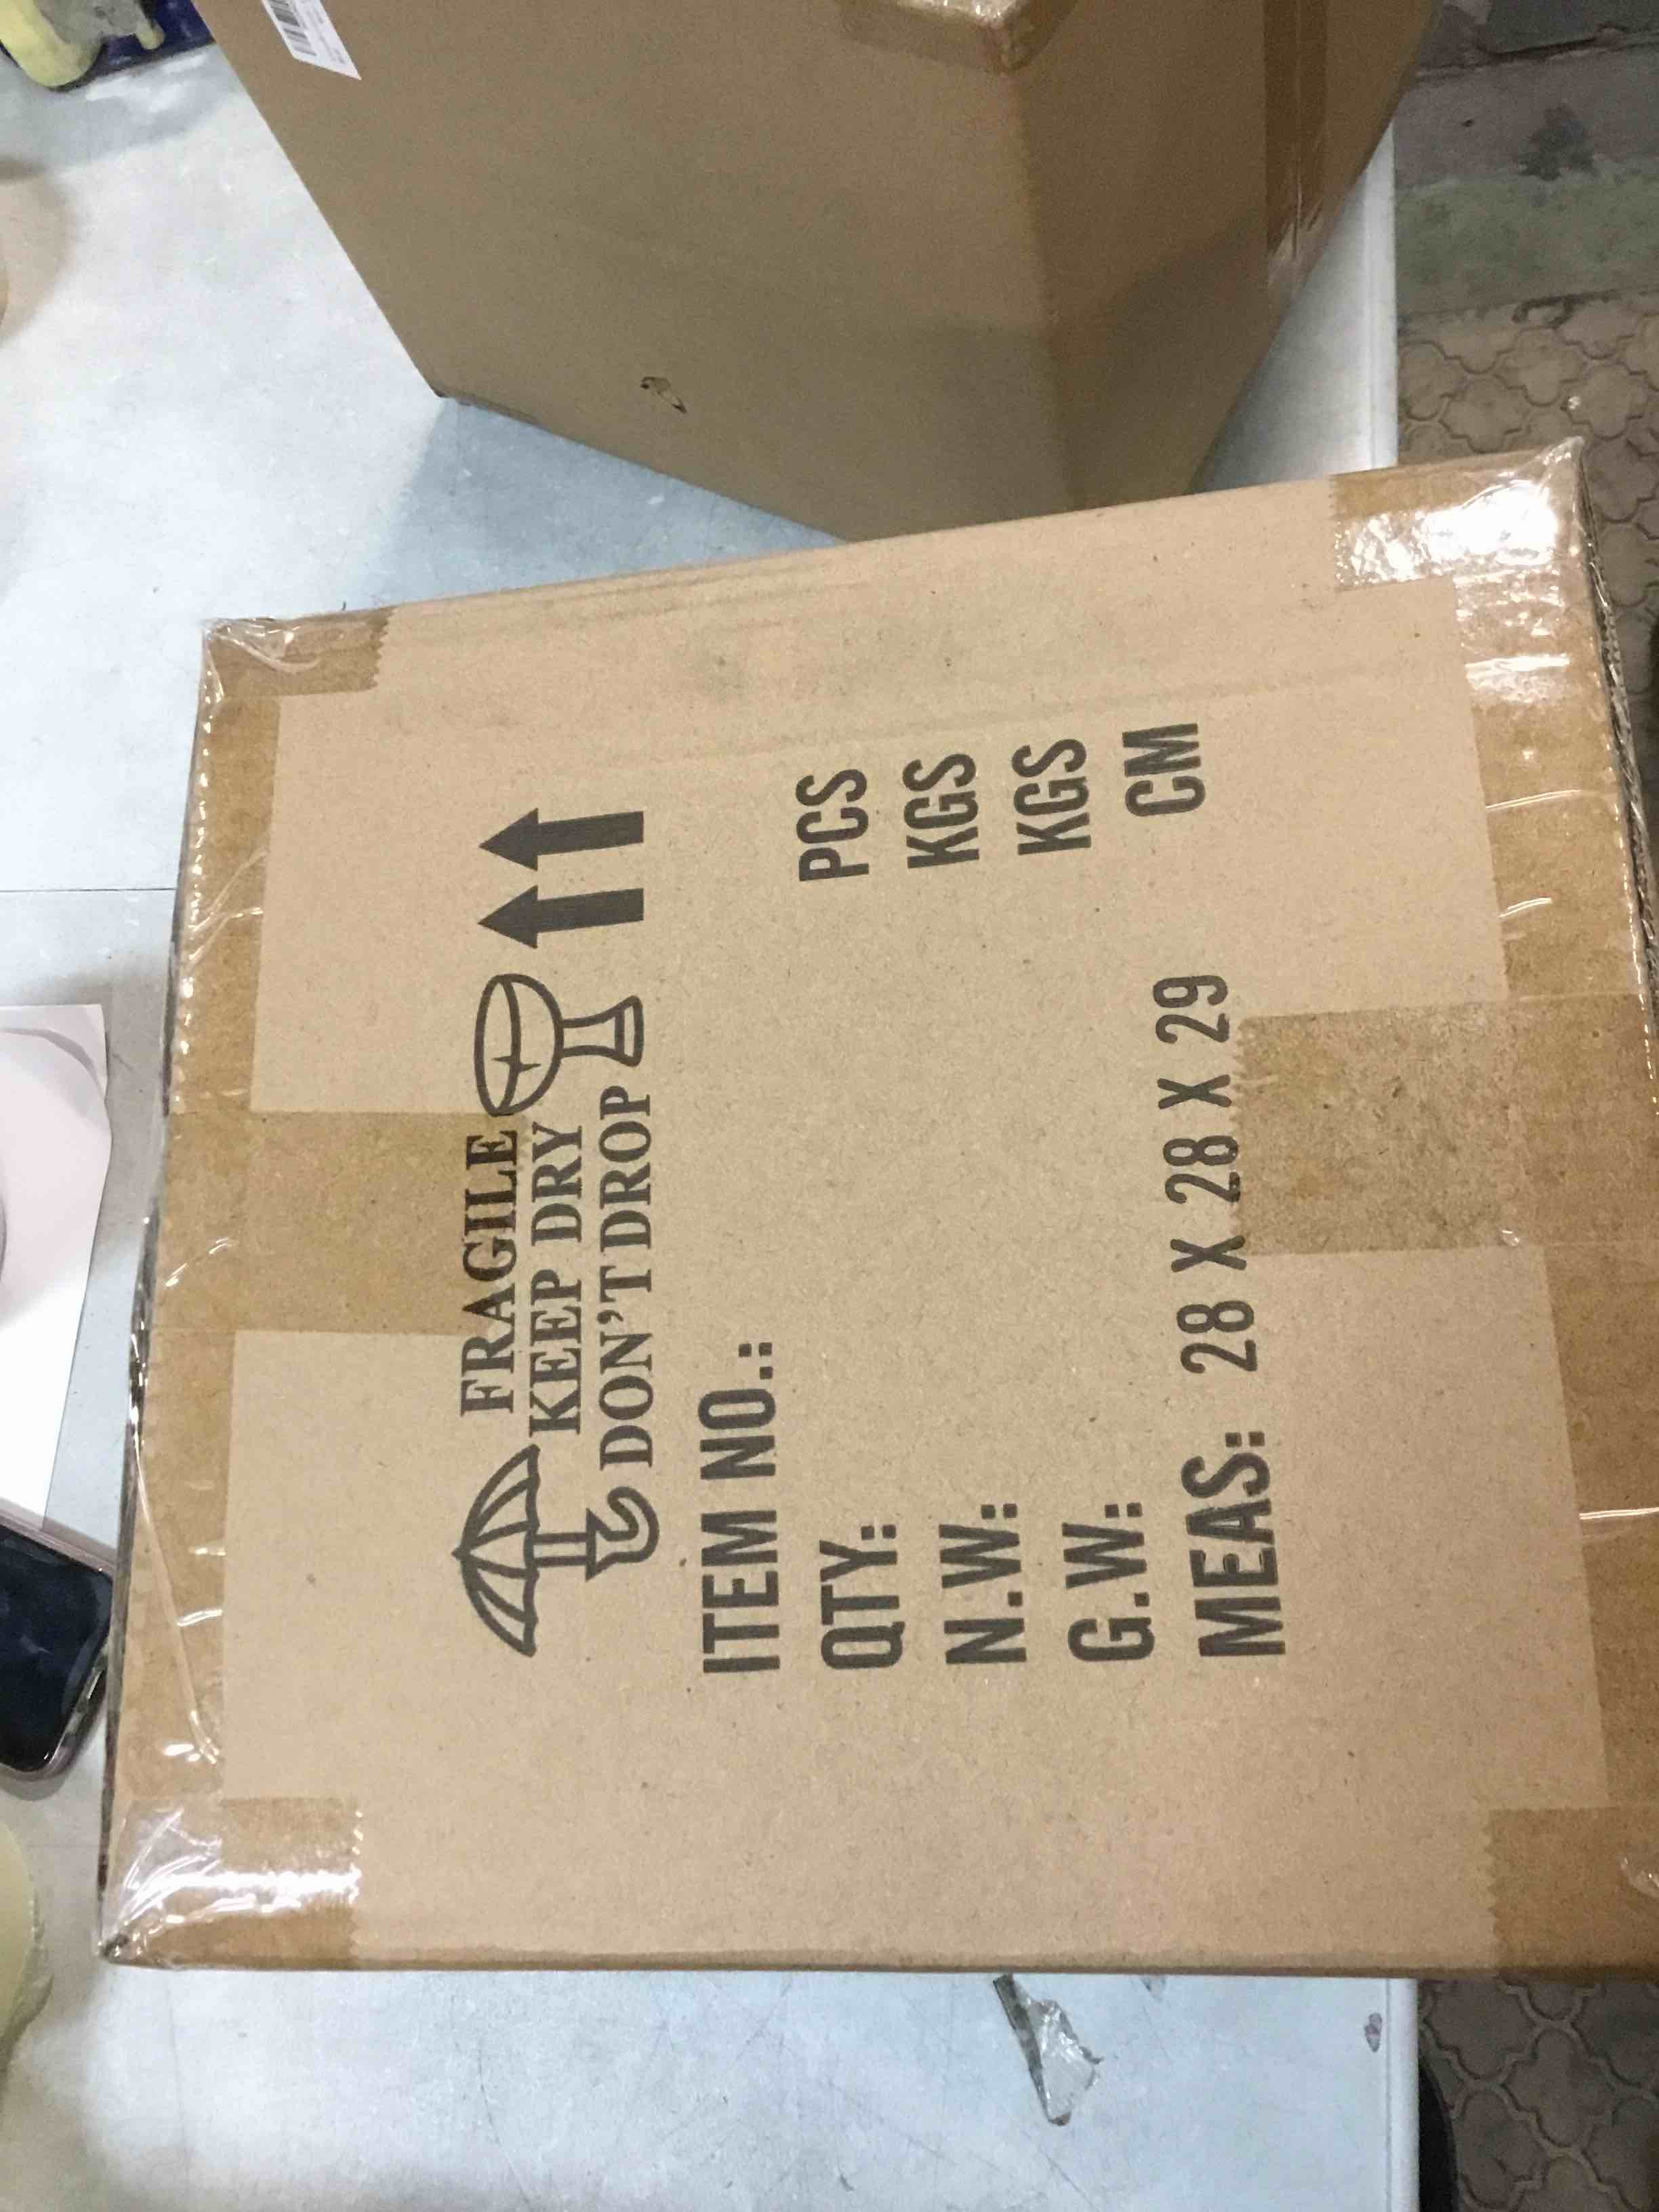 FRAGILE
KEEP DRY
DON'T DROP
ITEM NO.:
QTY: PCS
N.W.: KGS
G.W.: KGS
MEAS.: 28 X 28 X 29 CM